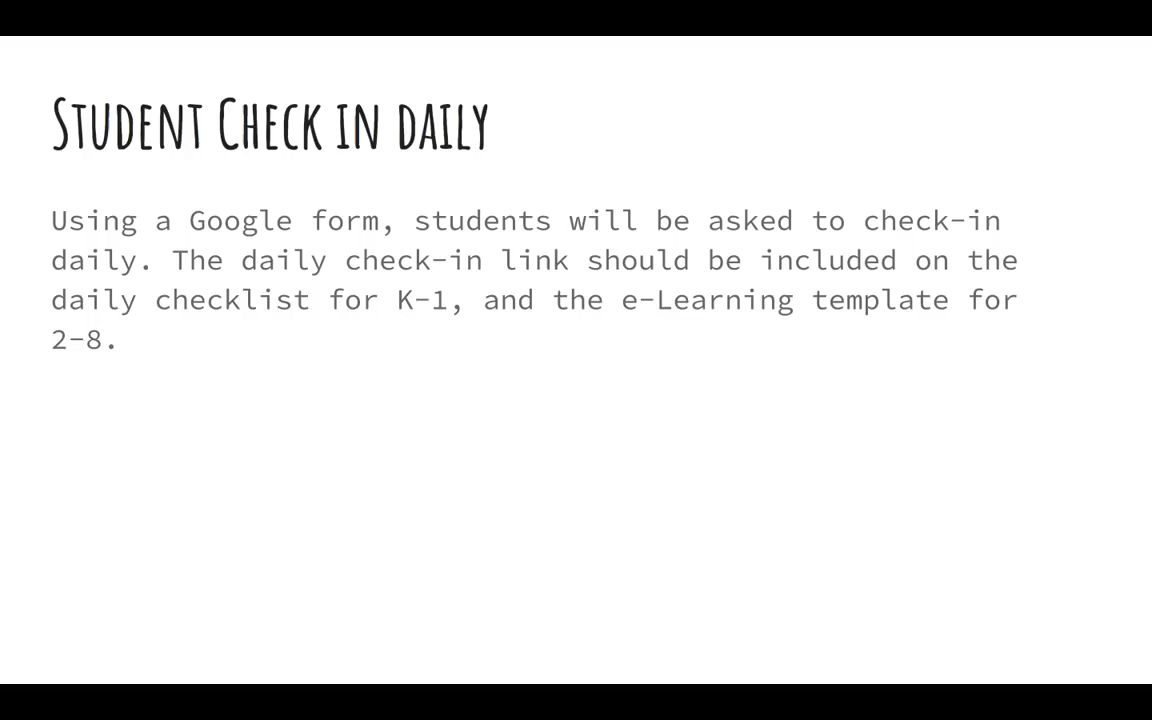 Student Check in daily
Using a Google form, students will be asked to check-in
daily. The daily check-in link should be included on the
daily checklist for K-1, and the e-Learning template for
2-8.